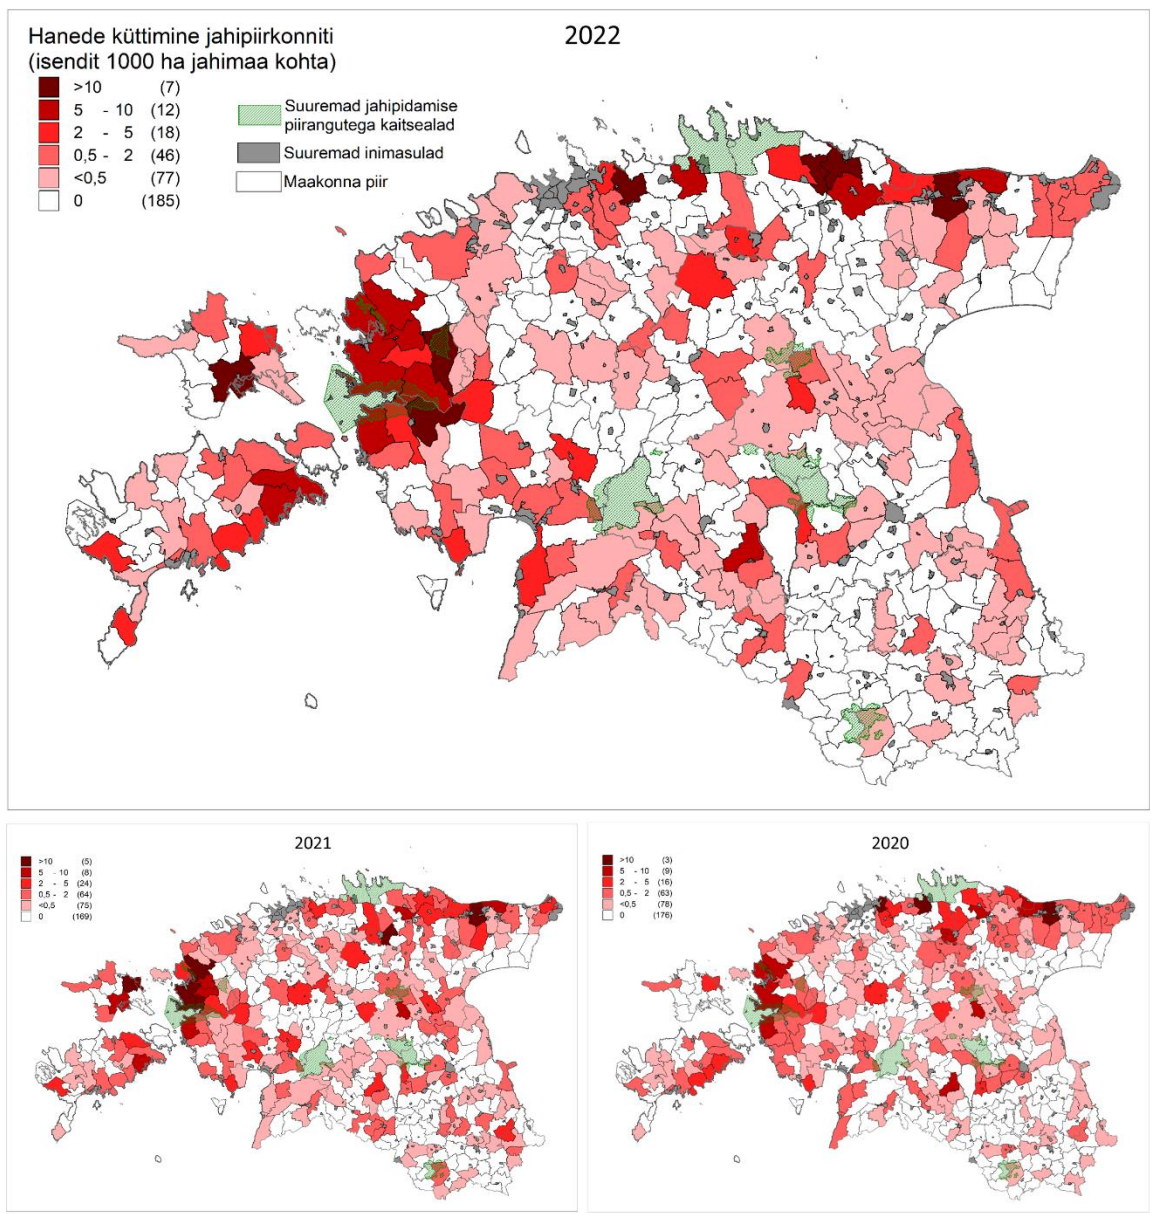 Hanede küttimine jahipiirkonniti
(isendit 1000 ha jahimaa kohta)
>10 (7)
5 - 10 (12)
2 - 5 (18)
0,5 - 2 (46)
<0,5 (77)
0 (185)
Suuremad jahipidamise
piirangutega kaitsealad
Suuremad inimasulad
Maakonna piir
2022
2021
>10 (5)
5 - 10 (8)
2 - 5 (24)
0,5 - 2 (64)
<0,5 (75)
0 (169)
2020
>10 (3)
5 - 10 (9)
2 - 5 (16)
0,5 - 2 (63)
<0,5 (78)
0 (176)